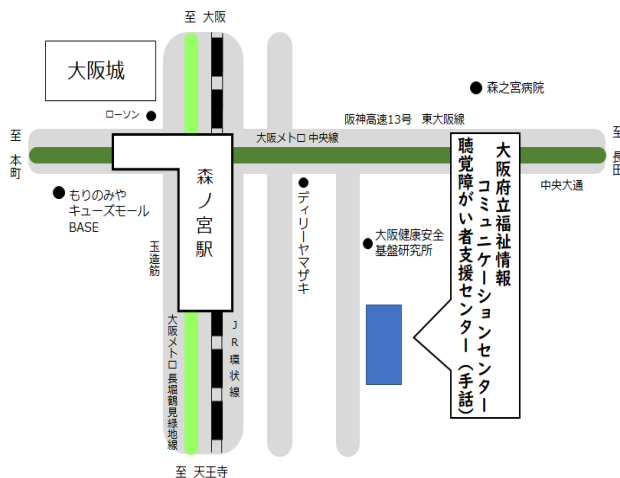 至 大阪
大阪城
ローソン
森之宮病院
阪神高速13号 東大阪線
大阪メトロ 中央線
至 本町
至 長田
中央大通
もりのみや
キューズモール
BASE
森ノ宮駅
玉造筋
ディリーヤマザキ
大阪健康安全
基盤研究所
大阪府立福祉情報
コミュニケーションセンター
聴覚障がい者支援センター（手話）
大阪メトロ 長堀鶴見緑地線
JR環状線
至 天王寺